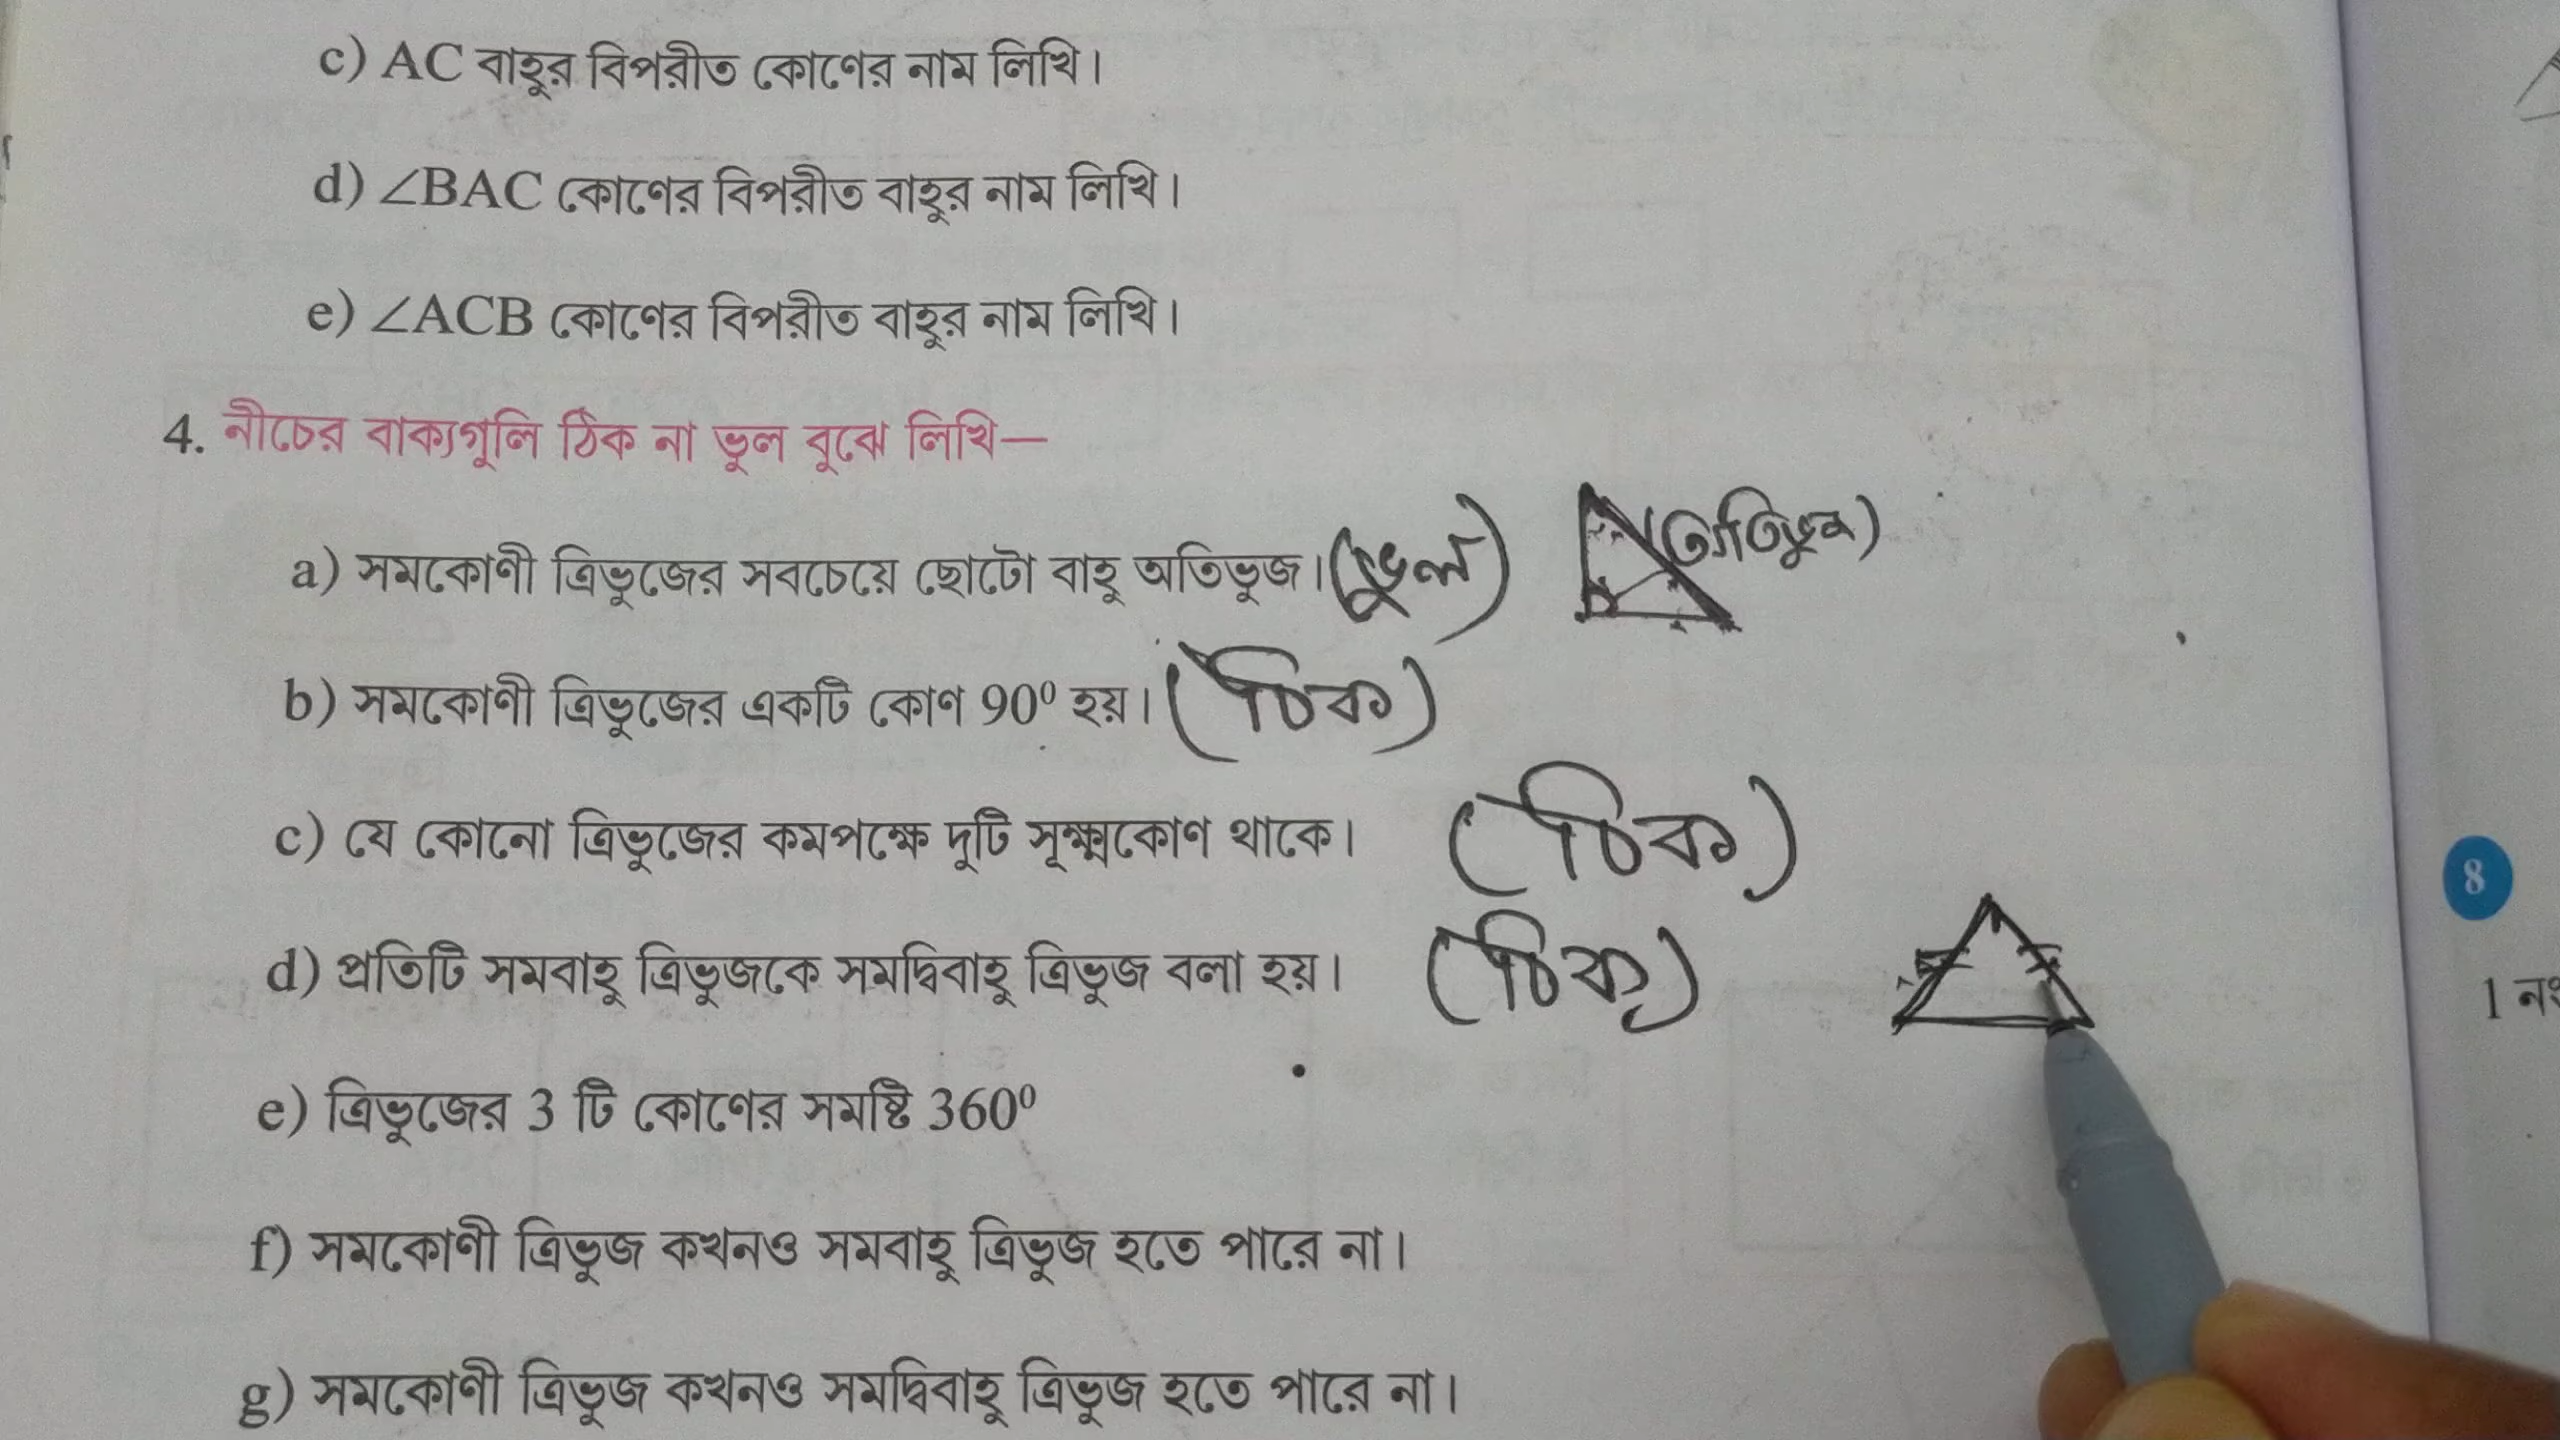 c) AC বাহুর বিপরীত কোণের নাম লিখি।
d) ∠BAC কোণের বিপরীত বাহুর নাম লিখি।
e) ∠ACB কোণের বিপরীত বাহুর নাম লিখি।
4. নীচের বাক্যগুলি ঠিক না ভুল বুঝে লিখি—
a) সমকোণী ত্রিভুজের সবচেয়ে ছোটো বাহু অতিভুজ। (ভুল) (অতিভুজ)
b) সমকোণী ত্রিভুজের একটি কোণ 90⁰ হয়। (ঠিক)
c) যে কোনো ত্রিভুজের কমপক্ষে দুটি সূক্ষ্মকোণ থাকে। (ঠিক)
8
d) প্রতিটি সমবাহু ত্রিভুজকে সমদ্বিবাহু ত্রিভুজ বলা হয়। (ঠিক)
1 নং
e) ত্রিভুজের 3 টি কোণের সমষ্টি 360⁰
f) সমকোণী ত্রিভুজ কখনও সমবাহু ত্রিভুজ হতে পারে না।
g) সমকোণী ত্রিভুজ কখনও সমদ্বিবাহু ত্রিভুজ হতে পারে না।